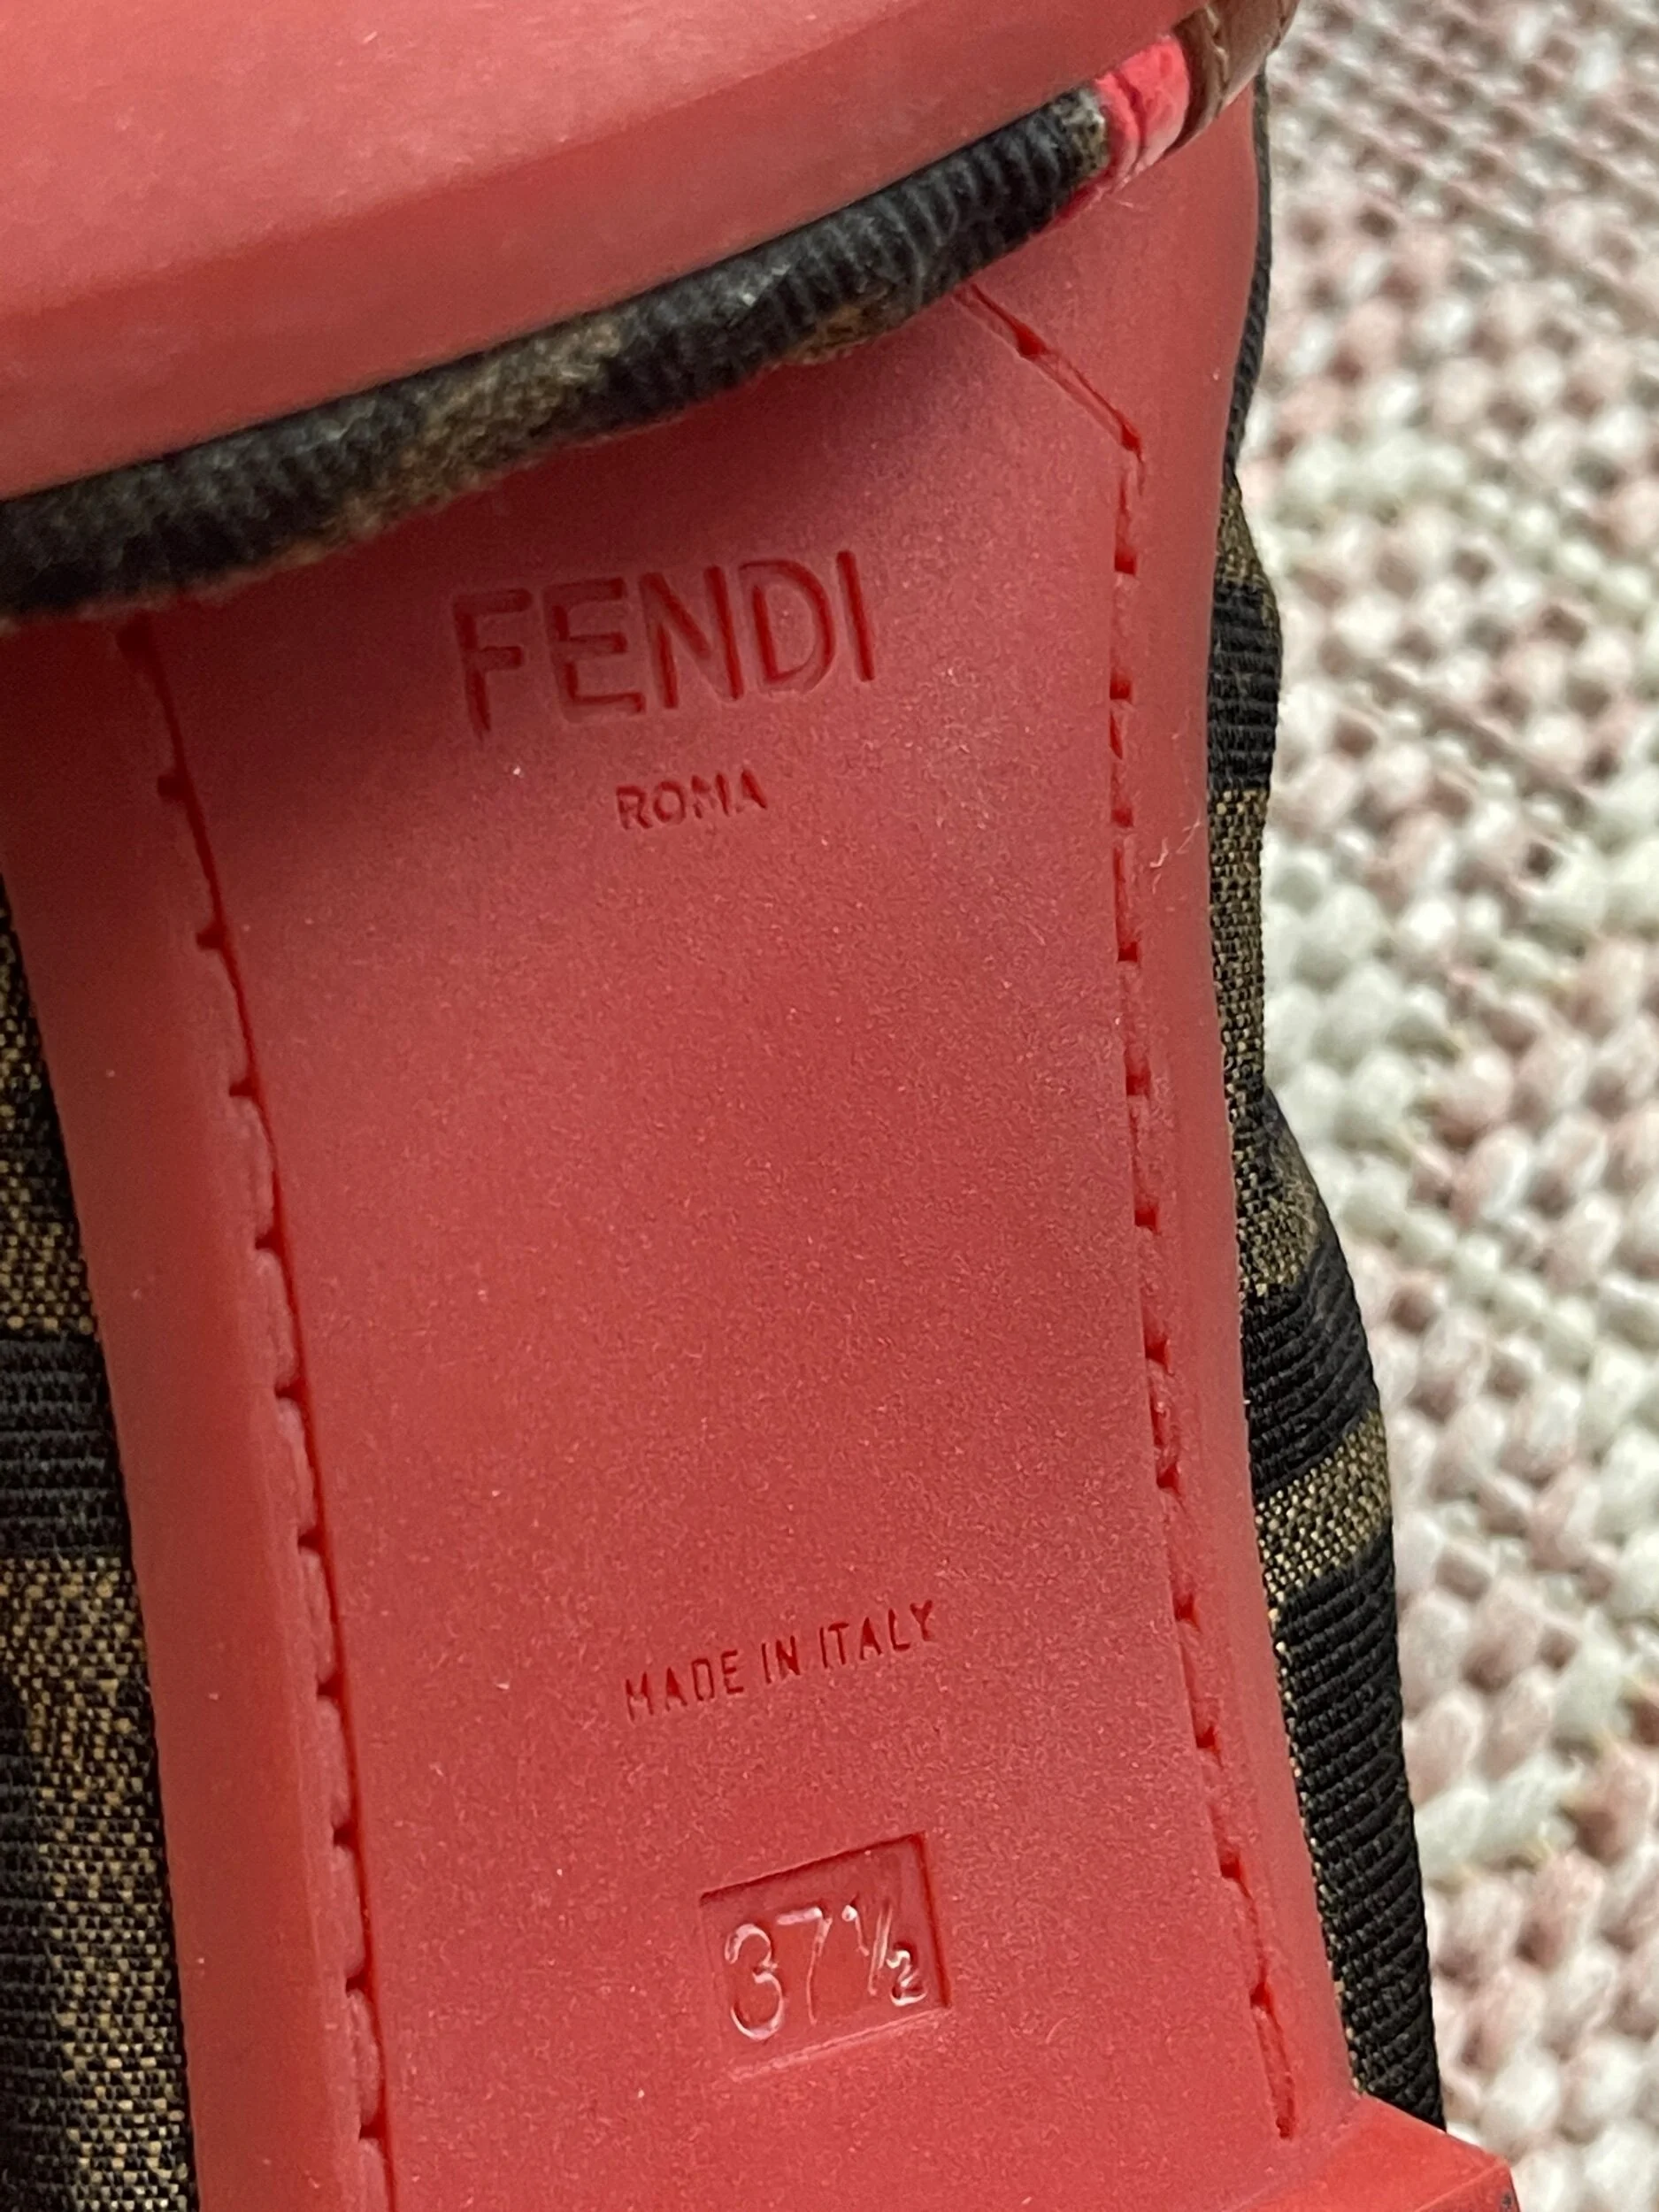 FENDI
ROMA
MADE IN ITALY
37½